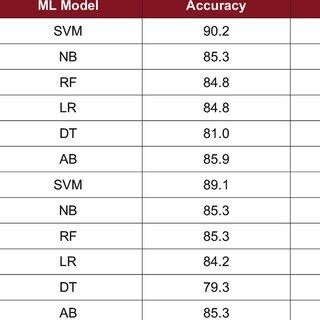 ML Model Accuracy
SVM 90.2
NB 85.3
RF 84.8
LR 84.8
DT 81.0
AB 85.9
SVM 89.1
NB 85.3
RF 85.3
LR 84.2
DT 79.3
AB 85.3